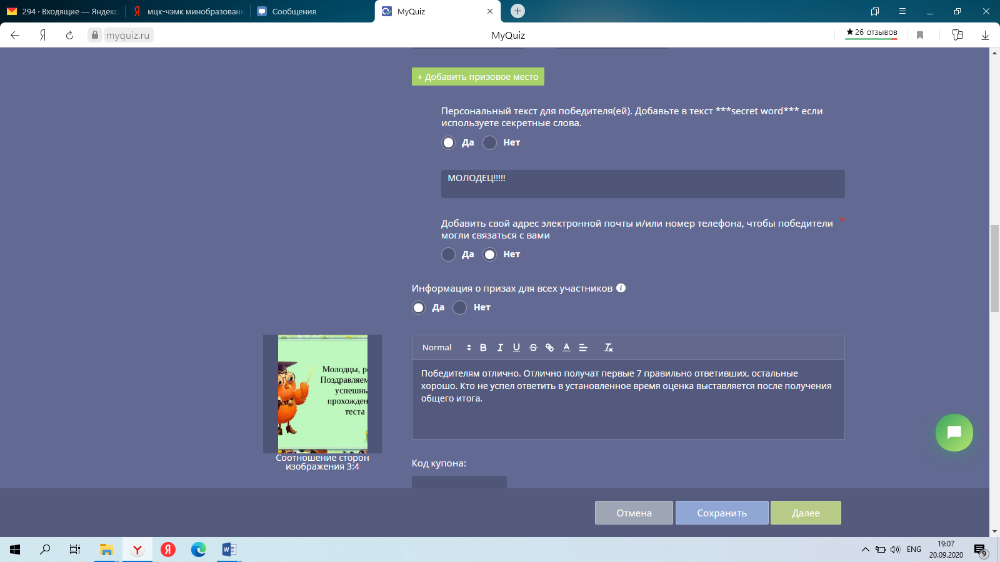 294 · Входящие — Яндекс.
мцк-чэмк минобразовани
Сообщения
MyQuiz
myquiz.ru
MyQuiz
★26 отзывов
+ Добавить призовое место
Персональный текст для победителя(ей). Добавьте в текст ***secret word*** если
используете секретные слова.
Да Нет
МОЛОДЕЦ!!!!!
Добавить свой адрес электронной почты и/или номер телефона, чтобы победители *
могли связаться с вами
Да Нет
Информация о призах для всех участников
Да Нет
Normal
Победителям отлично. Отлично получат первые 7 правильно ответивших, остальные
хорошо. Кто не успел ответить в установленное время оценка выставляется после получения
общего итога.
Молодцы, р
Поздравляем
успешнь
прохожден
теста
Соотношение сторон
изображения 3:4
Код купона:
Отмена Сохранить Далее
ENG
19:07
20.09.2020
9